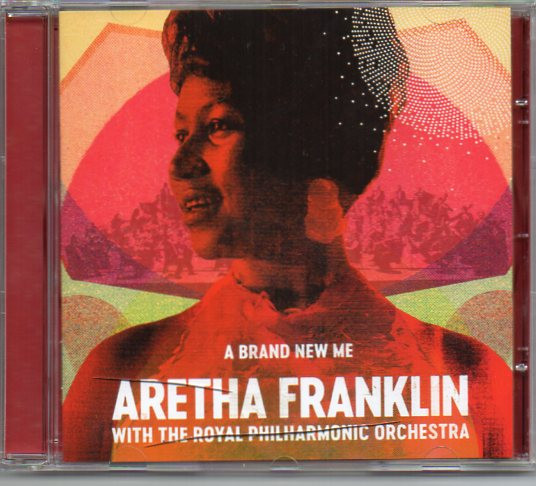 A BRAND NEW ME
ARETHA FRANKLIN
WITH THE ROYAL PHILHARMONIC ORCHESTRA